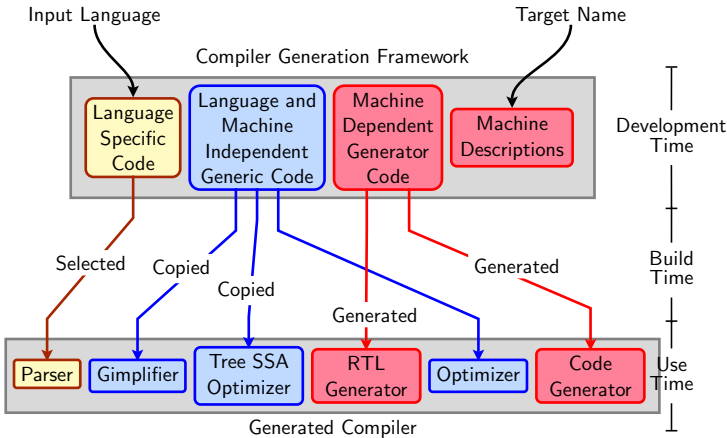 Input Language
Target Name
Compiler Generation Framework
Language
Specific
Code
Language and
Machine
Independent
Generic Code
Machine
Dependent
Generator
Code
Machine
Descriptions
Development
Time
Selected
Copied
Copied
Generated
Generated
Build
Time
Parser
Gimplifier
Tree SSA
Optimizer
RTL
Generator
Optimizer
Code
Generator
Use
Time
Generated Compiler